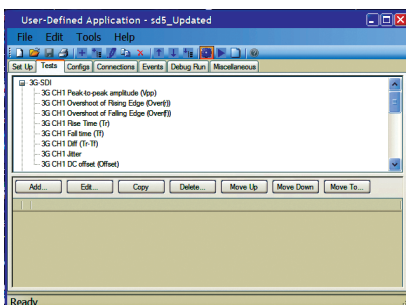 User-Defined Application - sd5_Updated
File Edit Tools Help
Set Up Tests Configs Connections Events Debug Run Miscellaneous
3G-SDI
3G CH1 Peak-to-peak amplitude (Vpp)
3G CH1 Overshoot of Rising Edge (Over(r))
3G CH1 Overshoot of Falling Edge (Over(f))
3G CH1 Rise Time (Tr)
3G CH1 Fall time (Tf)
3G CH1 Diff (Tr-Tf)
3G CH1 Jitter
3G CH1 DC offset (Offset)
Add... Edit... Copy Delete... Move Up Move Down Move To...
Ready